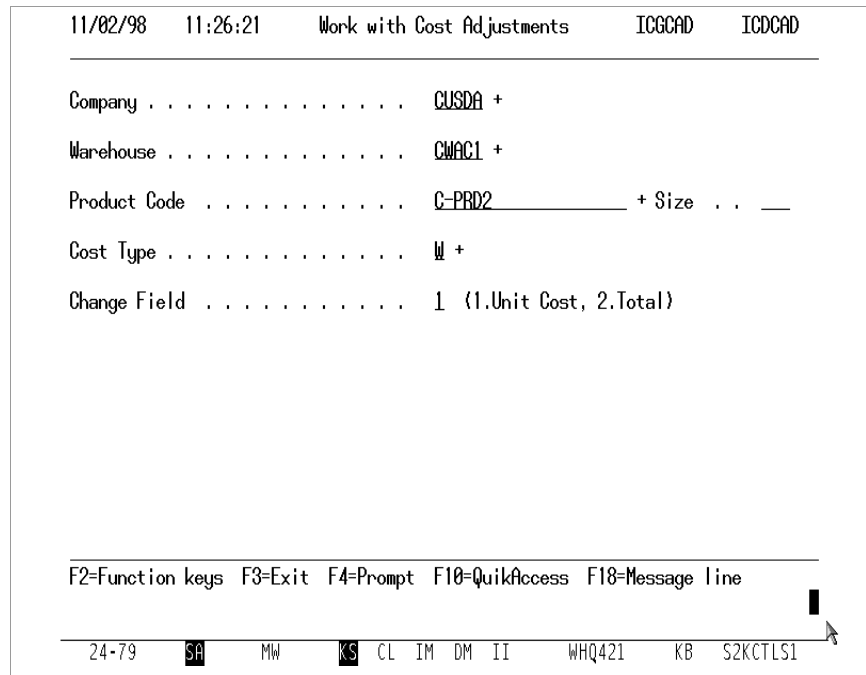 11/02/98 11:26:21 Work with Cost Adjustments ICGCAD ICDCAD
Company . . . . . . . . . . . . . . CUSDA +
Warehouse . . . . . . . . . . . . . CWAC1 +
Product Code . . . . . . . . . . . C-PRD2 + Size . . ___
Cost Type . . . . . . . . . . . . . W +
Change Field . . . . . . . . . . . 1 (1.Unit Cost, 2.Total)
F2=Function keys F3=Exit F4=Prompt F10=QuikAccess F18=Message line
24-79 SA MW KS CL IM DM II WHQ421 KB S2KCTLS1